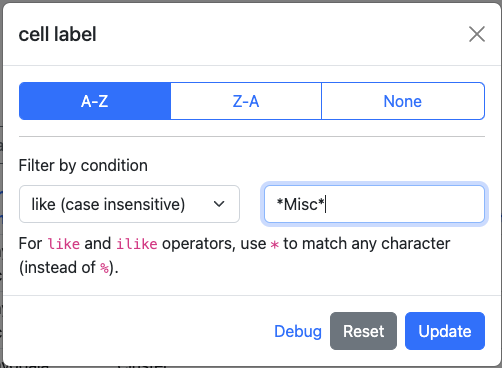 cell label
A-Z
Z-A
None
Filter by condition
like (case insensitive)
*Misc*
For like and ilike operators, use * to match any character
(instead of %).
Debug
Reset
Update